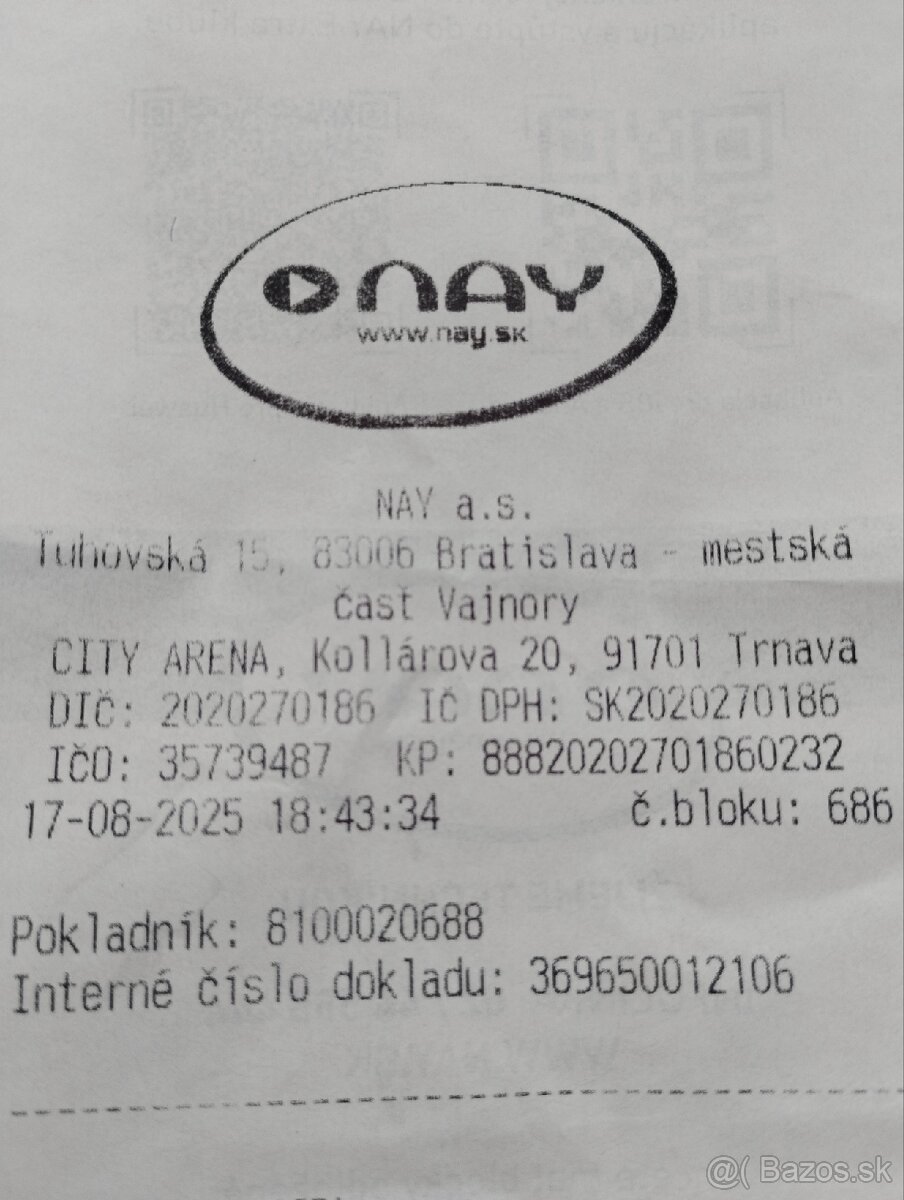 NAY
www.nay.sk
NAY a.s.
Tuhovská 15, 83006 Bratislava - mestská
časť Vajnory
CITY ARENA, Kollárova 20, 91701 Trnava
DIČ: 2020270186 IČ DPH: SK2020270186
IČO: 35739487 KP: 88820202701860232
17-08-2025 18:43:34 č.bloku: 686
Pokladník: 8100020688
Interné číslo dokladu: 369650012106
@( Bazos.sk